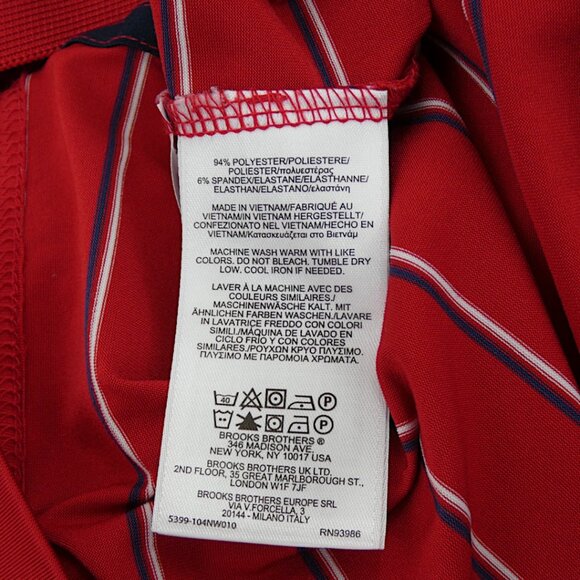 94% POLYESTER/POLIESTERE/
POLIESTER/πολυεστέρας/
6% SPANDEX/ELASTANE/ELASTHANNE/
ELASTHAN/ELASTANO/ελαστάνη
MADE IN VIETNAM/FABRIQUÉ AU
VIETNAM/IN VIETNAM HERGESTELLT/
CONFEZIONATO NEL VIETNAM/HECHO EN
VIETNAM/Κατασκευάζεται στο Βιετνάμ
MACHINE WASH WARM WITH LIKE
COLORS. DO NOT BLEACH. TUMBLE DRY
LOW. COOL IRON IF NEEDED.
LAVER À LA MACHINE AVEC DES
COULEURS SIMILAIRES./
MASCHINENWÄSCHE KALT. MIT
ÄHNLICHEN FARBEN WASCHEN./LAVARE
IN LAVATRICE FREDDO CON COLORI
SIMILI./MÁQUINA DE LAVADO EN
CICLO FRÍO Y CON COLORES
SIMILARES./ΡΟΥΧΩΝ ΚΡΥΟ ΠΛΥΣΙΜΟ.
ΠΛΥΣΙΜΟ ΜΕ ΠΑΡΟΜΟΙΑ ΧΡΩΜΑΤΑ.
40 P
P
BROOKS BROTHERS ®
346 MADISON AVE.
NEW YORK, NY 10017 USA
BROOKS BROTHERS UK LTD.
2ND FLOOR, 35 GREAT MARLBOROUGH ST.
LONDON W1F 7JF
BROOKS BROTHERS EUROPE SRL
VIA V.FORCELLA, 3
20144 - MILANO ITALY
5399-104NW010 RN93986